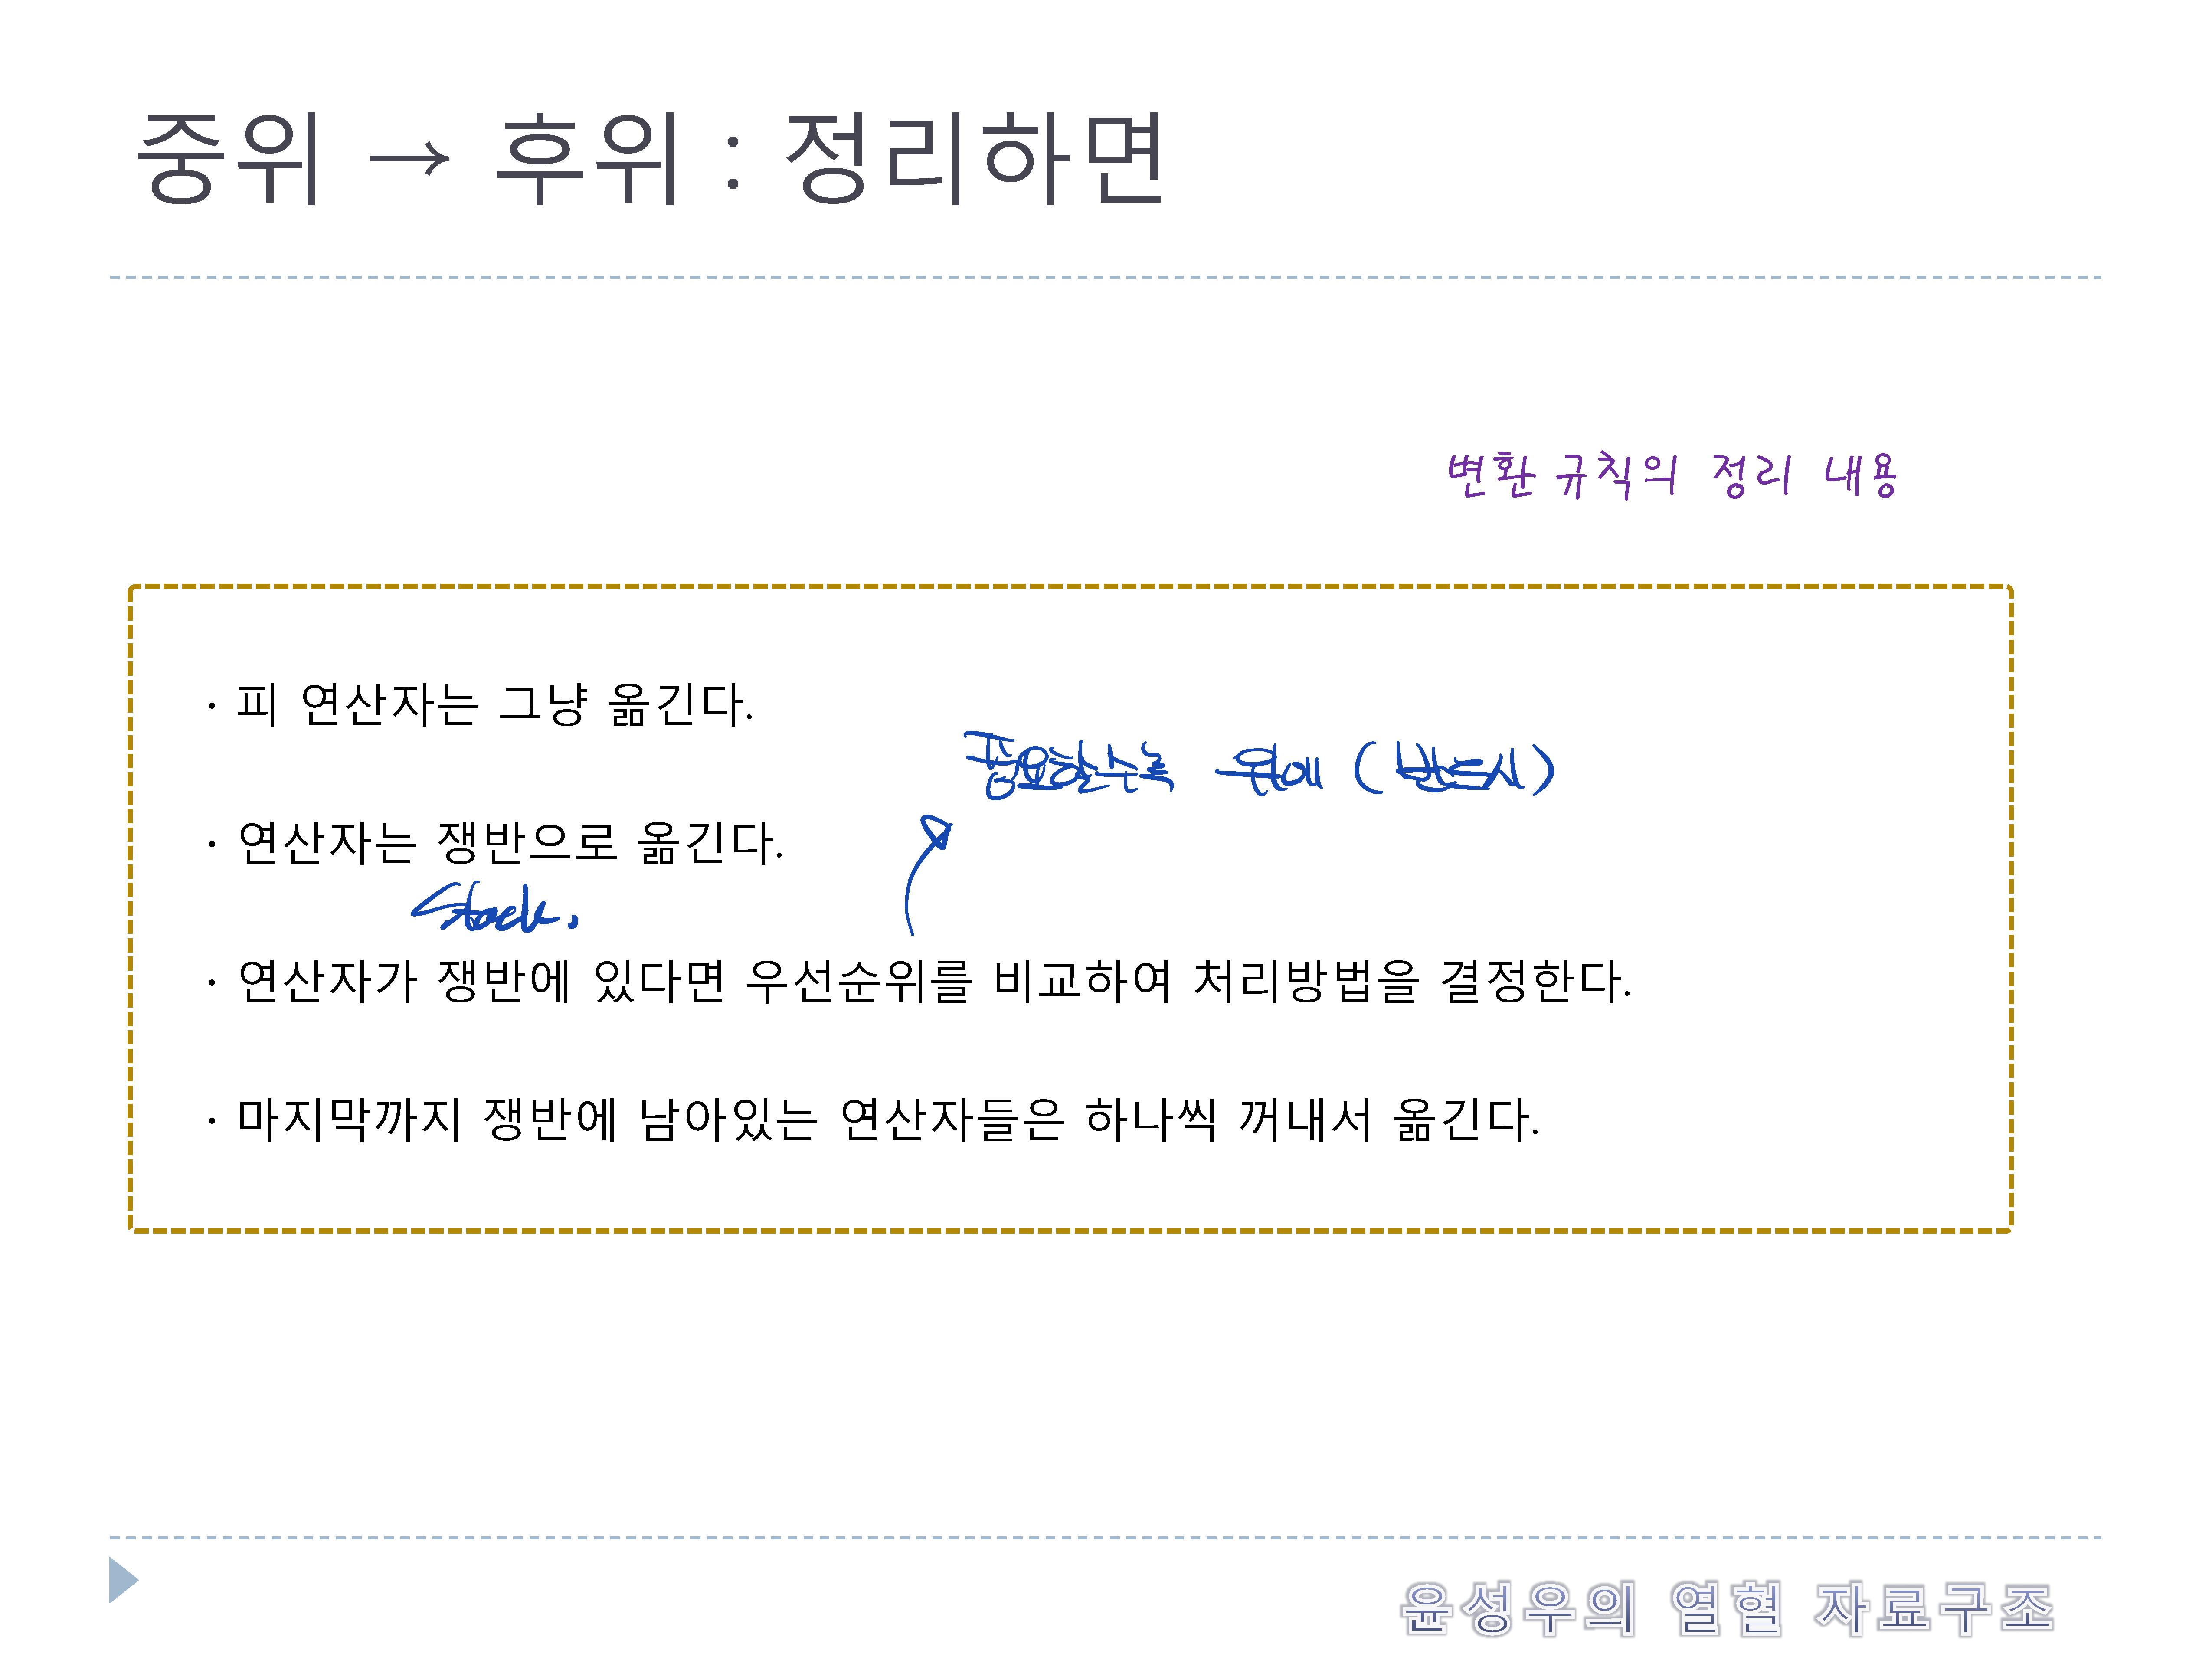 중위 → 후위 : 정리하면
변환 규칙의 정리 내용
· 피 연산자는 그냥 옮긴다.
중요할수록 위에 (반드시)
· 연산자는 쟁반으로 옮긴다.
Stack.
· 연산자가 쟁반에 있다면 우선순위를 비교하여 처리방법을 결정한다.
· 마지막까지 쟁반에 남아있는 연산자들은 하나씩 꺼내서 옮긴다.
윤성우의 열혈 자료구조